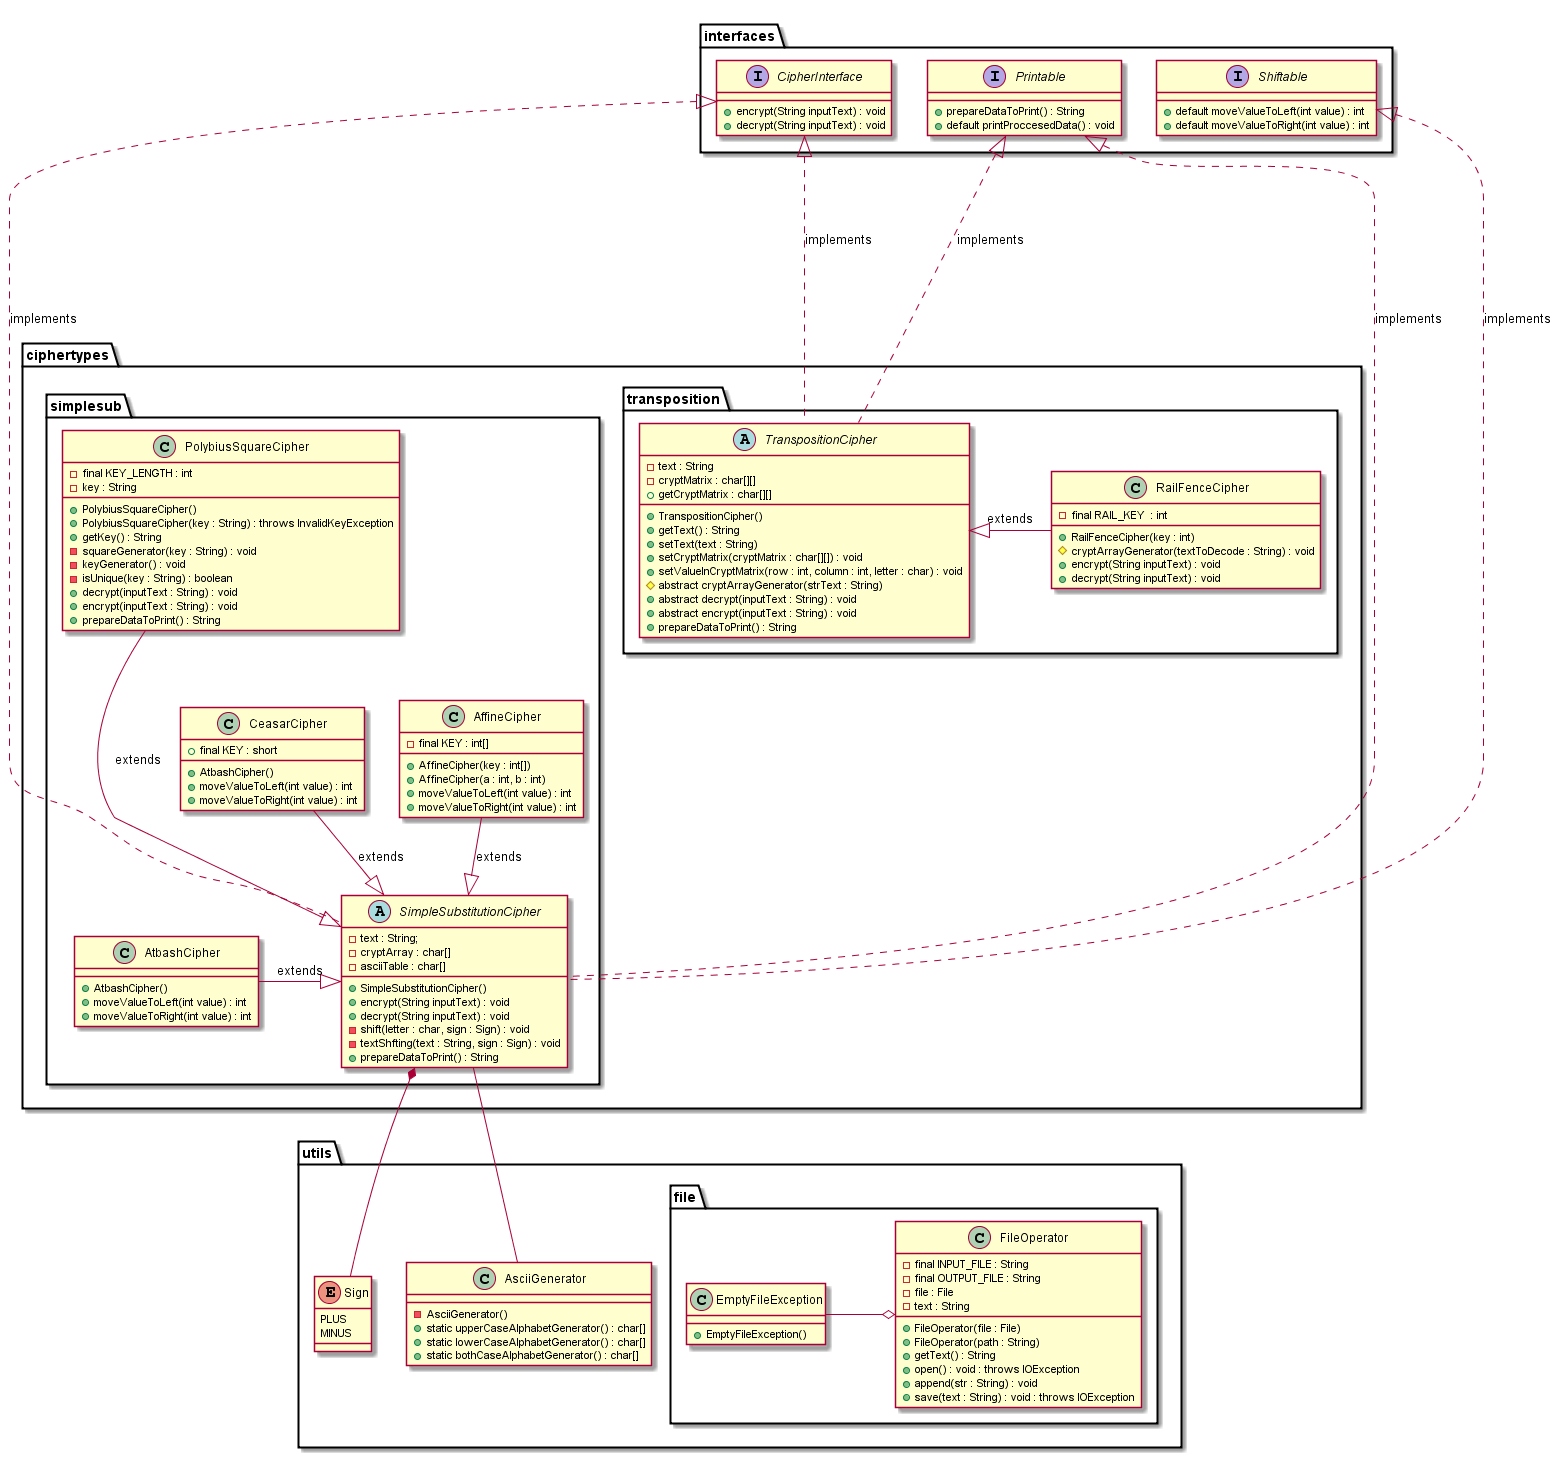 interfaces
CipherInterface
encrypt(String inputText) : void
decrypt(String inputText) : void
Printable
prepareDataToPrint() : String
default printProccesedData() : void
Shiftable
default moveValueToLeft(int value) : int
default moveValueToRight(int value) : int
implements
implements
implements
implements
implements
ciphertypes
simplesub
PolybiusSquareCipher
final KEY_LENGTH : int
key : String
PolybiusSquareCipher()
PolybiusSquareCipher(key : String) : throws InvalidKeyException
getKey() : String
squareGenerator(key : String) : void
keyGenerator() : void
isUnique(key : String) : boolean
decrypt(inputText : String) : void
encrypt(inputText : String) : void
prepareDataToPrint() : String
transposition
TranspositionCipher
text : String
cryptMatrix : char[][]
getCryptMatrix : char[][]
TranspositionCipher()
getText() : String
setText(text : String)
setCryptMatrix(cryptMatrix : char[][]) : void
setValueInCryptMatrix(row : int, column : int, letter : char) : void
abstract cryptArrayGenerator(strText : String)
abstract decrypt(inputText : String) : void
abstract encrypt(inputText : String) : void
prepareDataToPrint() : String
extends
RailFenceCipher
final RAIL_KEY : int
RailFenceCipher(key : int)
cryptArrayGenerator(textToDecode : String) : void
encrypt(String inputText) : void
decrypt(String inputText) : void
CeasarCipher
final KEY : short
AtbashCipher()
moveValueToLeft(int value) : int
moveValueToRight(int value) : int
AffineCipher
final KEY : int[]
AffineCipher(key : int[])
AffineCipher(a : int, b : int)
moveValueToLeft(int value) : int
moveValueToRight(int value) : int
extends
extends
extends
AtbashCipher
AtbashCipher()
moveValueToLeft(int value) : int
moveValueToRight(int value) : int
extends
SimpleSubstitutionCipher
text : String;
cryptArray : char[]
asciiTable : char[]
SimpleSubstitutionCipher()
encrypt(String inputText) : void
decrypt(String inputText) : void
shift(letter : char, sign : Sign) : void
textShfting(text : String, sign : Sign) : void
prepareDataToPrint() : String
utils
Sign
PLUS
MINUS
AsciiGenerator
AsciiGenerator()
static upperCaseAlphabetGenerator() : char[]
static lowerCaseAlphabetGenerator() : char[]
static bothCaseAlphabetGenerator() : char[]
file
EmptyFileException
EmptyFileException()
FileOperator
final INPUT_FILE : String
final OUTPUT_FILE : String
file : File
text : String
FileOperator(file : File)
FileOperator(path : String)
getText() : String
open() : void : throws IOException
append(str : String) : void
save(text : String) : void : throws IOException